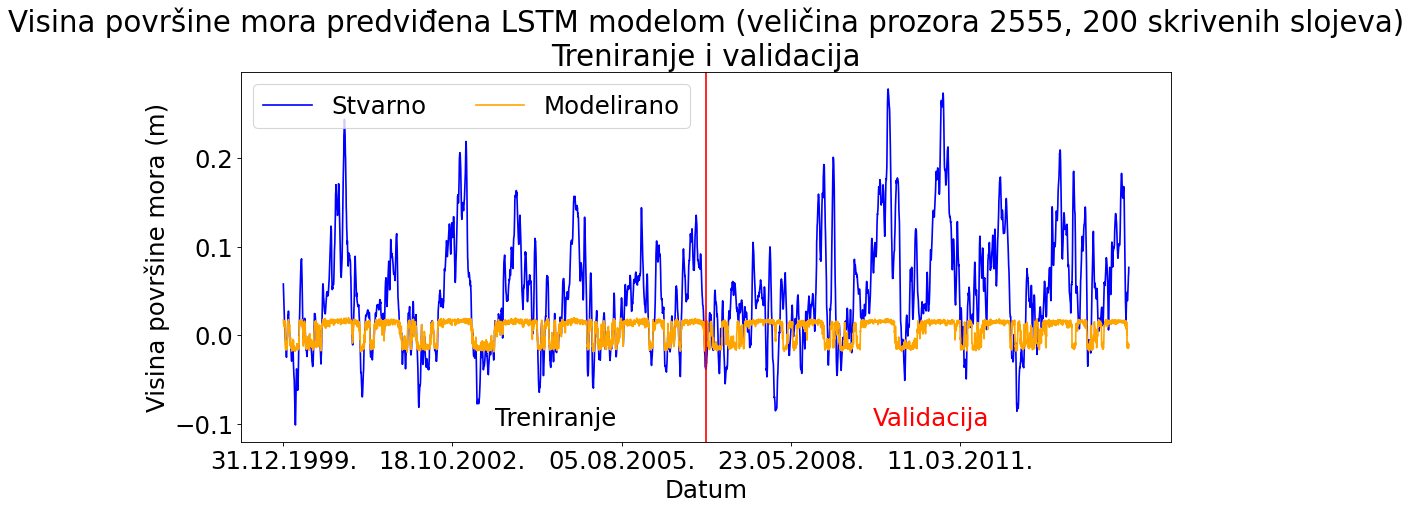 Visina površine mora predviđena LSTM modelom (veličina prozora 2555, 200 skrivenih slojeva)
Treniranje i validacija
Stvarno Modelirano
Visina površine mora (m)
0.2
0.1
0.0
−0.1
Treniranje Validacija
31.12.1999. 18.10.2002. 05.08.2005. 23.05.2008. 11.03.2011.
Datum